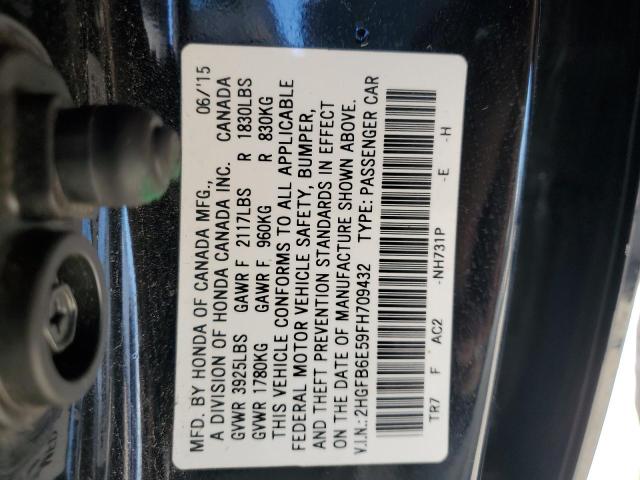 MFD. BY HONDA OF CANADA MFG., 06/'15
A DIVISION OF HONDA CANADA INC. CANADA
GVWR 3925LBS GAWR F 2117LBS R 1830LBS
GVWR 1780KG GAWR F 960KG R 830KG
THIS VEHICLE CONFORMS TO ALL APPLICABLE
FEDERAL MOTOR VEHICLE SAFETY, BUMPER,
AND THEFT PREVENTION STANDARDS IN EFFECT
ON THE DATE OF MANUFACTURE SHOWN ABOVE.
V.I.N.: 2HGFB6E59FH709432 TYPE: PASSENGER CAR
TR7 F AC2 -NH731P -E -H